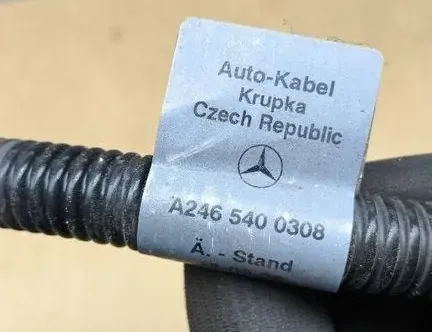 Auto-Kabel
Krupka
Czech Republic
A246 540 0308
Ä. - Stand